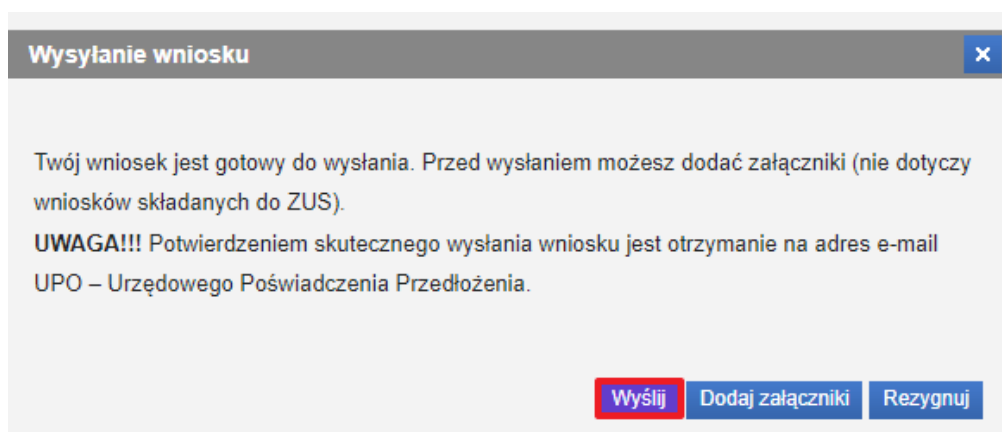 Wysyłanie wniosku
Twój wniosek jest gotowy do wysłania. Przed wysłaniem możesz dodać załączniki (nie dotyczy
wniosków składanych do ZUS).
UWAGA!!! Potwierdzeniem skutecznego wysłania wniosku jest otrzymanie na adres e-mail
UPO – Urzędowego Poświadczenia Przedłożenia.
Wyślij Dodaj załączniki Rezygnuj